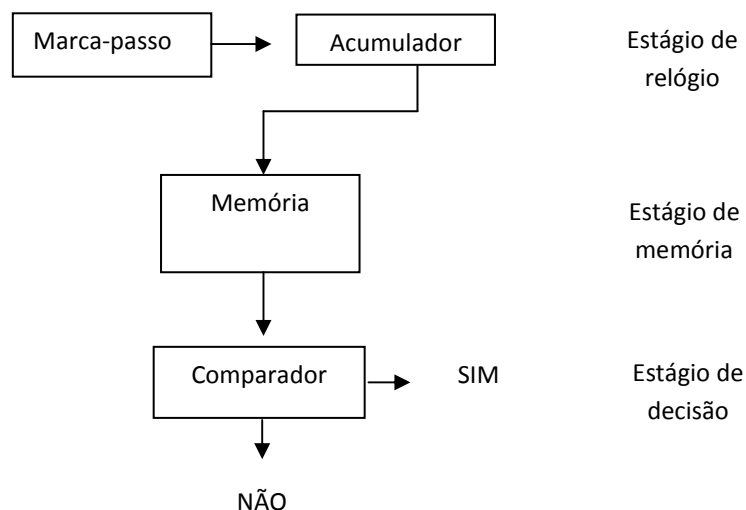 Marca-passo
Acumulador
Estágio de
relógio
Memória
Estágio de
memória
Comparador
SIM
Estágio de
decisão
NÃO